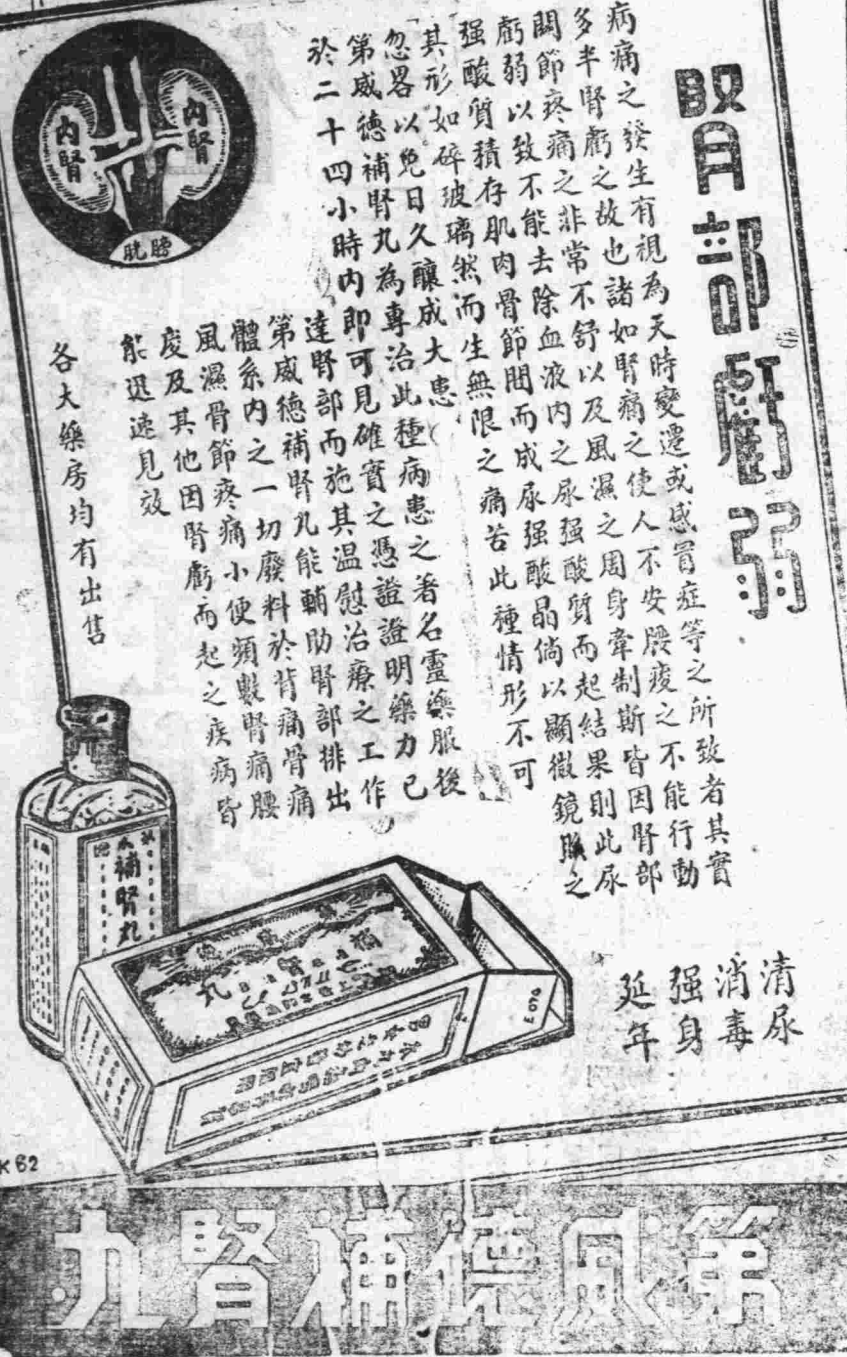 腎部虧弱
病痛之發生有視為天時變遷或感冒症等之所致者其實
多半腎虧之故也諸如腎痛之使人不安腰痠之不能行動
關節疼痛之非常不舒以及風濕之周身牽制斯皆因腎部
虧弱以致不能去除血液內之尿强酸質而起結果則此尿
强酸質積存肌肉骨節間而成尿强酸晶倘以顯微鏡照之
其形如碎玻璃然而生無限之痛苦此種情形不可
忽畧以免日久釀成大患
第威德補腎丸為專治此種病患之著名靈藥服後
於二十四小時內即可見確實之憑證證明藥力已
達腎部而施其温慰治療之工作
第威德補腎丸能輔助腎部排出
體系內之一切廢料於背痛骨痛
風濕骨節疼痛小便頻數腎痛腰
痠及其他因腎虧而起之疾病皆
能迅速見效
各大藥房均有出售
內腎
內腎
膀胱
清尿
消毒
强身
延年
補腎丸
丸
K62
第威德補腎丸